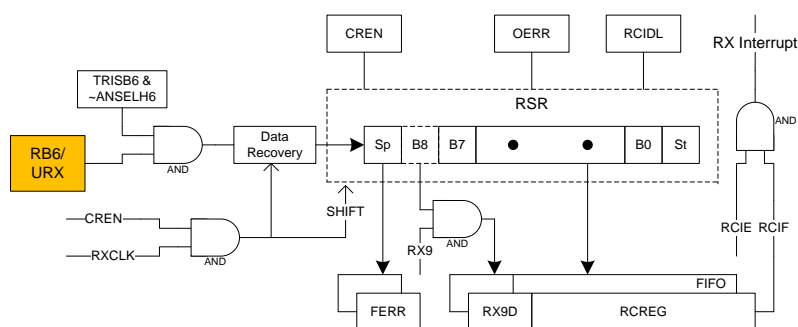 CREN
OERR
RCIDL
RX Interrupt
TRISB6 &
~ANSELH6
RSR
AND
RB6/
URX
AND
Data
Recovery
Sp
B8
B7
B0
St
CREN
RXCLK
AND
SHIFT
RX9
AND
RCIE
RCIF
FIFO
FERR
RX9D
RCREG